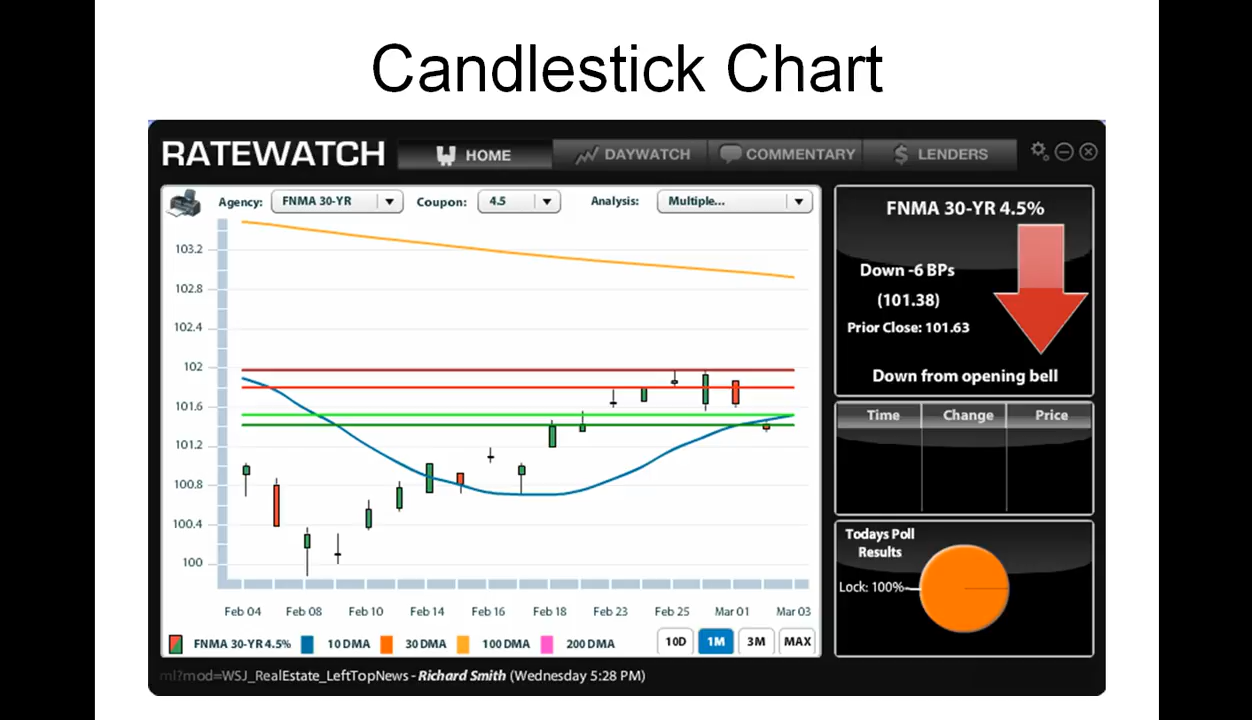 Candlestick Chart
RATEWATCH
HOME
DAYWATCH
COMMENTARY
LENDERS
Agency:
FNMA 30-YR
Coupon:
4.5
Analysis:
Multiple...
103.2
102.8
102.4
102
101.6
101.2
100.8
100.4
100
Feb 04
Feb 08
Feb 10
Feb 14
Feb 16
Feb 18
Feb 23
Feb 25
Mar 01
Mar 03
FNMA 30-YR 4.5%
10 DMA
30 DMA
100 DMA
200 DMA
10D
1M
3M
MAX
FNMA 30-YR 4.5%
Down -6 BPs
(101.38)
Prior Close: 101.63
Down from opening bell
Time
Change
Price
Todays Poll
Results
Lock: 100%
ml?mod=WSJ_RealEstate_LeftTopNews - Richard Smith (Wednesday 5:28 PM)